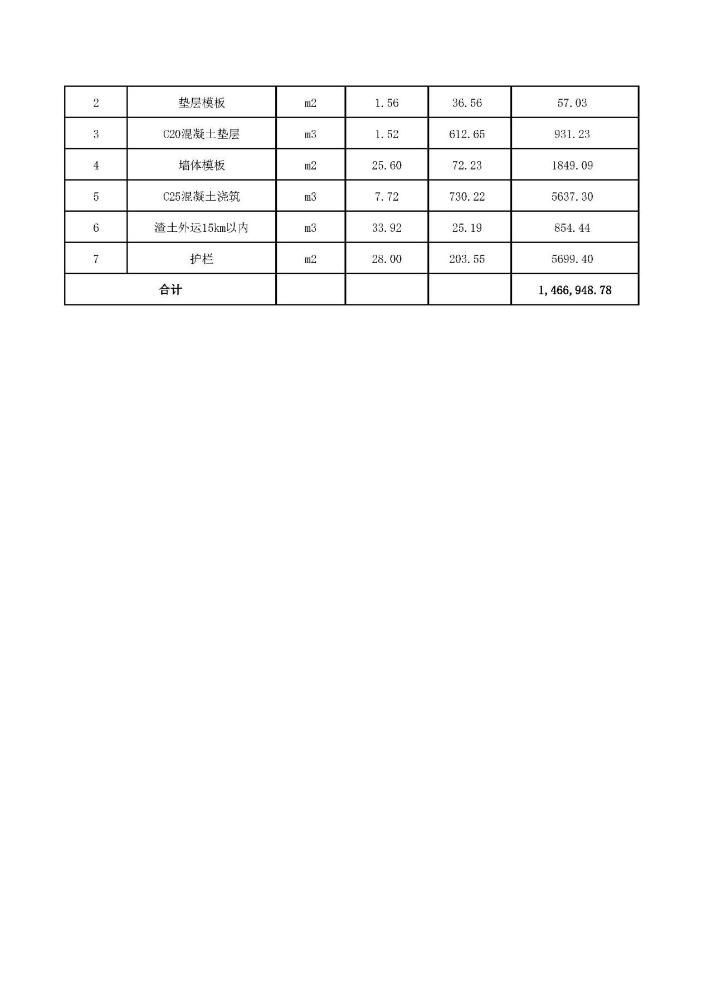 2 垫层模板 m2 1.56 36.56 57.03
3 C20混凝土垫层 m3 1.52 612.65 931.23
4 墙体模板 m2 25.60 72.23 1849.09
5 C25混凝土浇筑 m3 7.72 730.22 5637.30
6 渣土外运15km以内 m3 33.92 25.19 854.44
7 护栏 m2 28.00 203.55 5699.40
合计 1,466,948.78